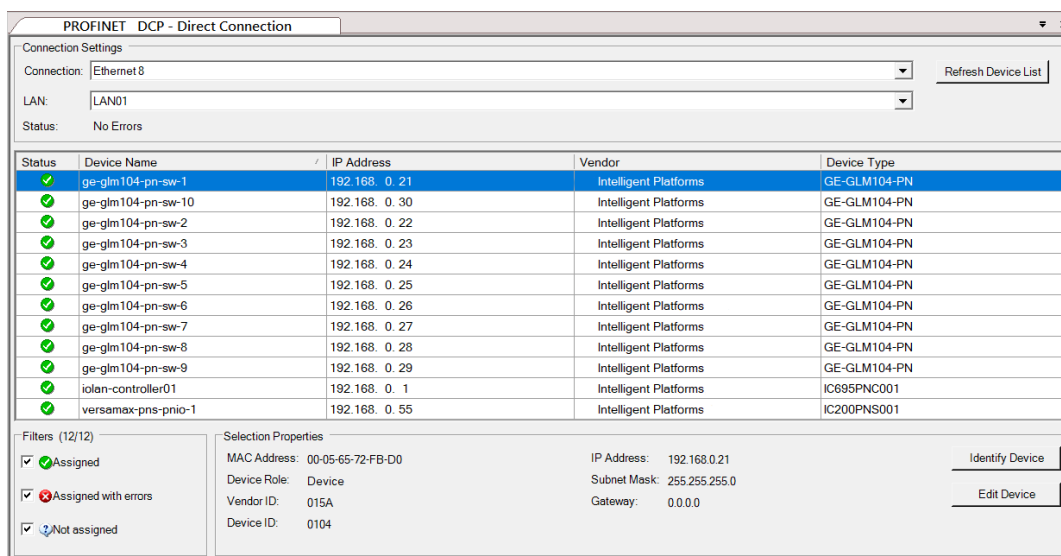 PROFINET DCP - Direct Connection
Connection Settings
Connection: Ethernet 8 Refresh Device List
LAN: LAN01
Status: No Errors
Status Device Name / IP Address Vendor Device Type
ge-glm104-pn-sw-1 192.168. 0. 21 Intelligent Platforms GE-GLM104-PN
ge-glm104-pn-sw-10 192.168. 0. 30 Intelligent Platforms GE-GLM104-PN
ge-glm104-pn-sw-2 192.168. 0. 22 Intelligent Platforms GE-GLM104-PN
ge-glm104-pn-sw-3 192.168. 0. 23 Intelligent Platforms GE-GLM104-PN
ge-glm104-pn-sw-4 192.168. 0. 24 Intelligent Platforms GE-GLM104-PN
ge-glm104-pn-sw-5 192.168. 0. 25 Intelligent Platforms GE-GLM104-PN
ge-glm104-pn-sw-6 192.168. 0. 26 Intelligent Platforms GE-GLM104-PN
ge-glm104-pn-sw-7 192.168. 0. 27 Intelligent Platforms GE-GLM104-PN
ge-glm104-pn-sw-8 192.168. 0. 28 Intelligent Platforms GE-GLM104-PN
ge-glm104-pn-sw-9 192.168. 0. 29 Intelligent Platforms GE-GLM104-PN
iolan-controller01 192.168. 0. 1 Intelligent Platforms IC695PNC001
versamax-pns-pnio-1 192.168. 0. 55 Intelligent Platforms IC200PNS001
Filters (12/12)
Assigned
Assigned with errors
Not assigned
Selection Properties
MAC Address: 00-05-65-72-FB-D0 IP Address: 192.168.0.21 Identify Device
Device Role: Device Subnet Mask: 255.255.255.0
Vendor ID: 015A Gateway: 0.0.0.0 Edit Device
Device ID: 0104